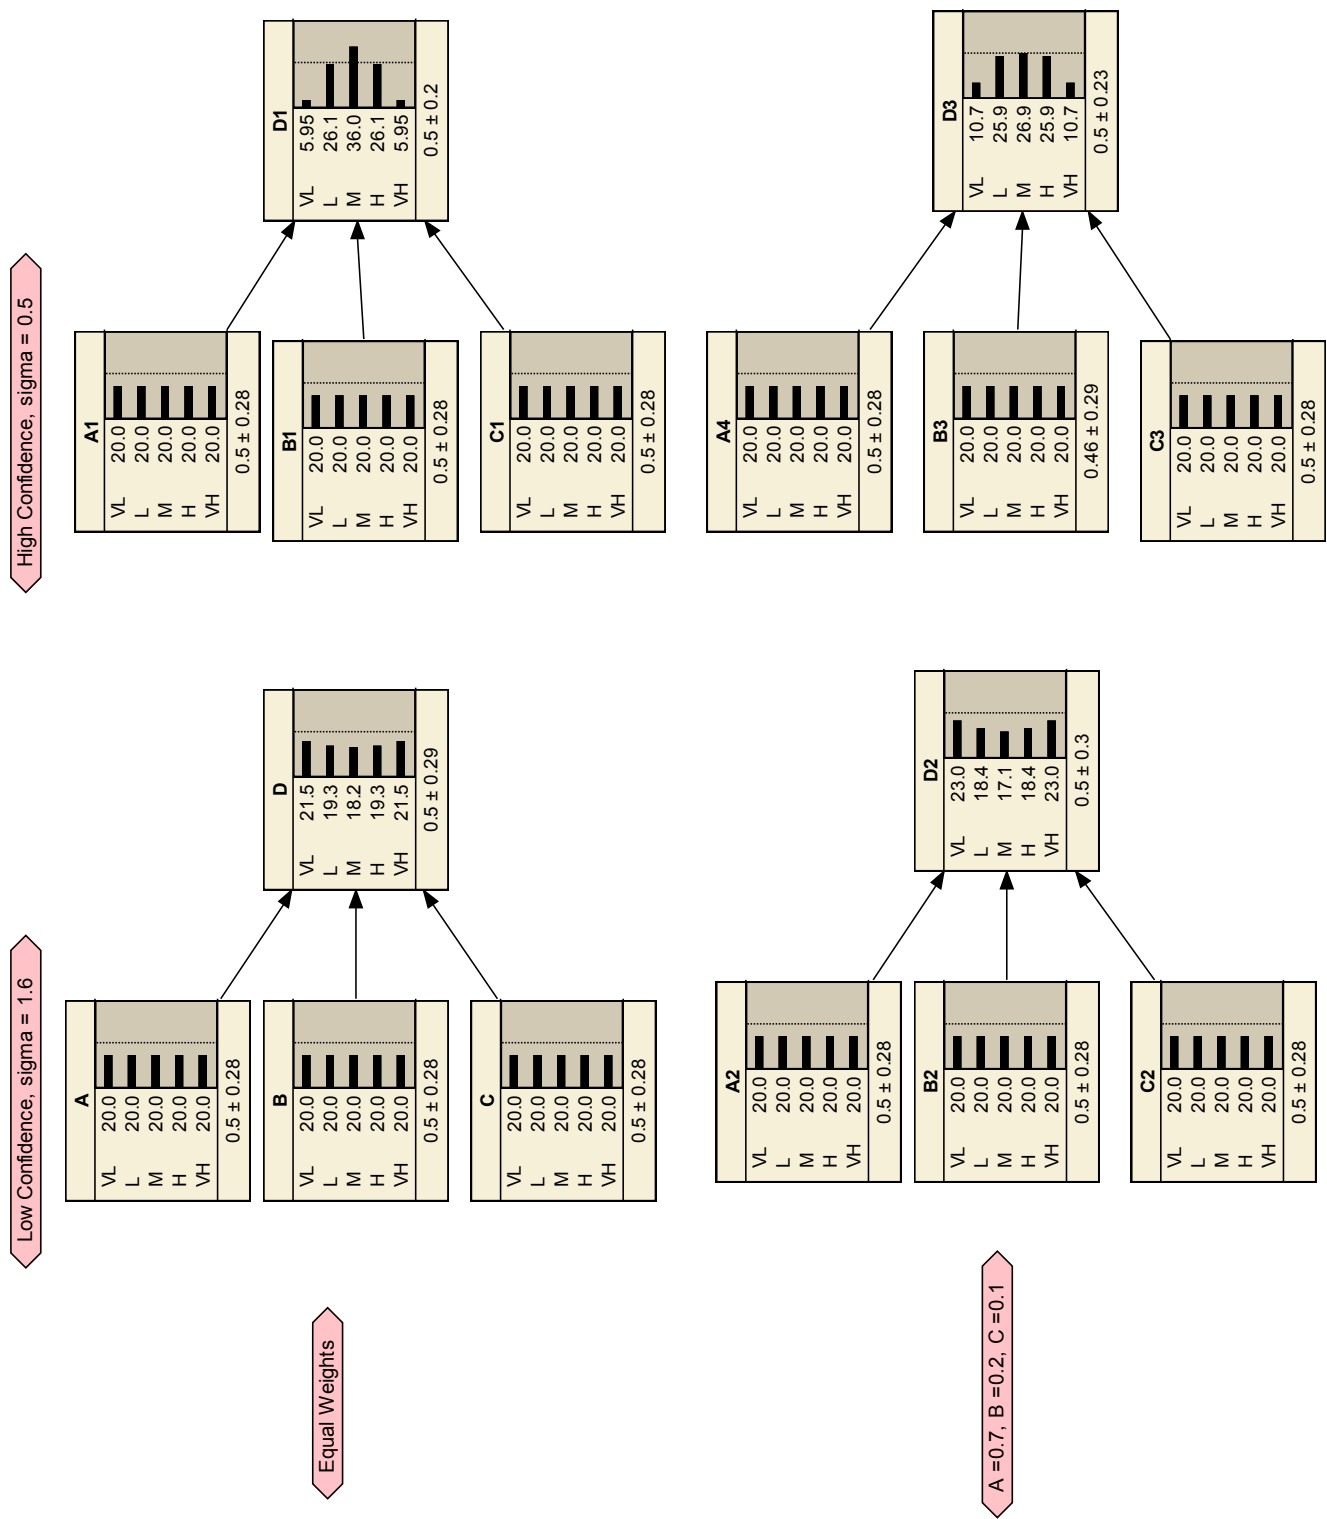 Low Confidence, sigma = 1.6
High Confidence, sigma = 0.5
Equal Weights
A
VL 20.0
L 20.0
M 20.0
H 20.0
VH 20.0
0.5 ± 0.28
B
VL 20.0
L 20.0
M 20.0
H 20.0
VH 20.0
0.5 ± 0.28
C
VL 20.0
L 20.0
M 20.0
H 20.0
VH 20.0
0.5 ± 0.28
D
VL 21.5
L 19.3
M 18.2
H 19.3
VH 21.5
0.5 ± 0.29
A1
VL 20.0
L 20.0
M 20.0
H 20.0
VH 20.0
0.5 ± 0.28
B1
VL 20.0
L 20.0
M 20.0
H 20.0
VH 20.0
0.5 ± 0.28
C1
VL 20.0
L 20.0
M 20.0
H 20.0
VH 20.0
0.5 ± 0.28
D1
VL 5.95
L 26.1
M 36.0
H 26.1
VH 5.95
0.5 ± 0.2
A =0.7, B =0.2, C =0.1
A2
VL 20.0
L 20.0
M 20.0
H 20.0
VH 20.0
0.5 ± 0.28
B2
VL 20.0
L 20.0
M 20.0
H 20.0
VH 20.0
0.5 ± 0.28
C2
VL 20.0
L 20.0
M 20.0
H 20.0
VH 20.0
0.5 ± 0.28
D2
VL 23.0
L 18.4
M 17.1
H 18.4
VH 23.0
0.5 ± 0.3
A4
VL 20.0
L 20.0
M 20.0
H 20.0
VH 20.0
0.5 ± 0.28
B3
VL 20.0
L 20.0
M 20.0
H 20.0
VH 20.0
0.46 ± 0.29
C3
VL 20.0
L 20.0
M 20.0
H 20.0
VH 20.0
0.5 ± 0.28
D3
VL 10.7
L 25.9
M 26.9
H 25.9
VH 10.7
0.5 ± 0.23